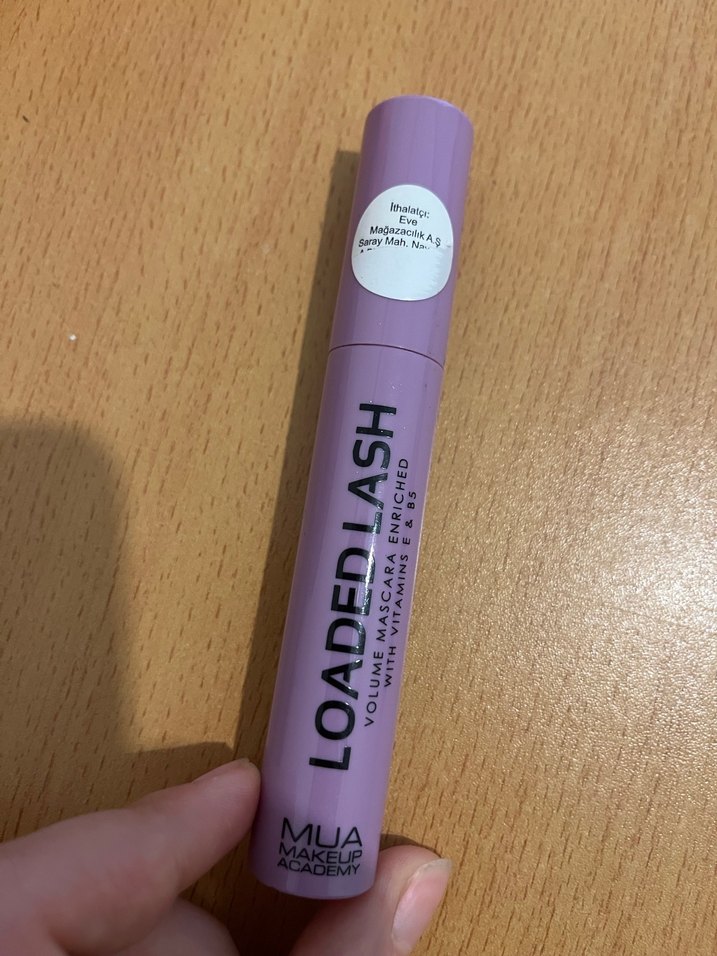 İthalatçı:
Eve
Mağazacılık A.Ş
Saray Mah.
LOADED LASH
VOLUME MASCARA ENRICHED
WITH VITAMINS E & B5
MUA
MAKEUP
ACADEMY